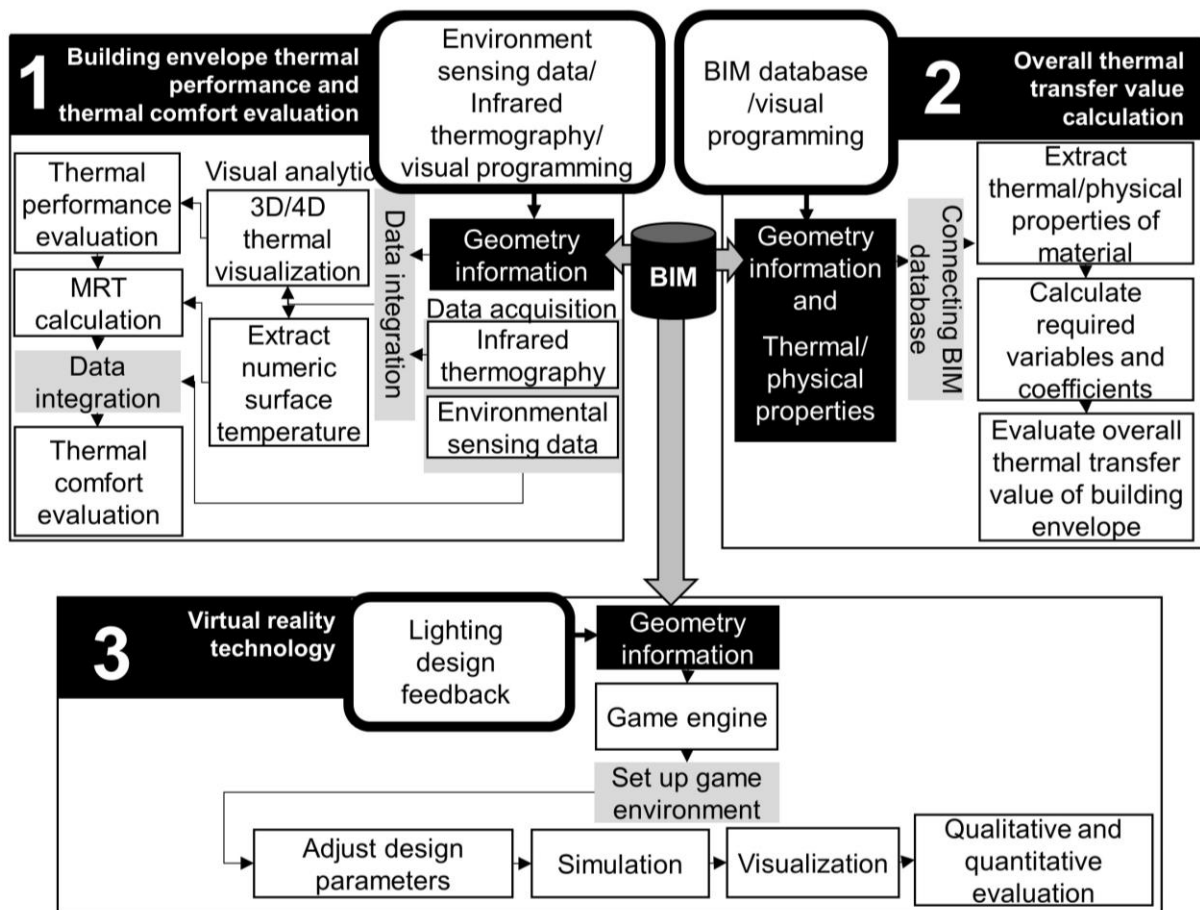 1
Building envelope thermal
performance and
thermal comfort evaluation
Environment
sensing data/
Infrared
thermography/
visual programming
Thermal
performance
evaluation
MRT
calculation
Data
integration
Thermal
comfort
evaluation
Visual analytic
3D/4D
thermal
visualization
Extract
numeric
surface
temperature
Data integration
Geometry
information
Data acquisition
Infrared
thermography
Environmental
sensing data
BIM
BIM database
/visual
programming
2
Overall thermal
transfer value
calculation
Geometry
information
and
Thermal/
physical
properties
Connecting BIM
database
Extract
thermal/physical
properties of
material
Calculate
required
variables and
coefficients
Evaluate overall
thermal transfer
value of building
envelope
3
Virtual reality
technology
Lighting
design
feedback
Geometry
information
Game engine
Set up game
environment
Adjust design
parameters
Simulation
Visualization
Qualitative and
quantitative
evaluation